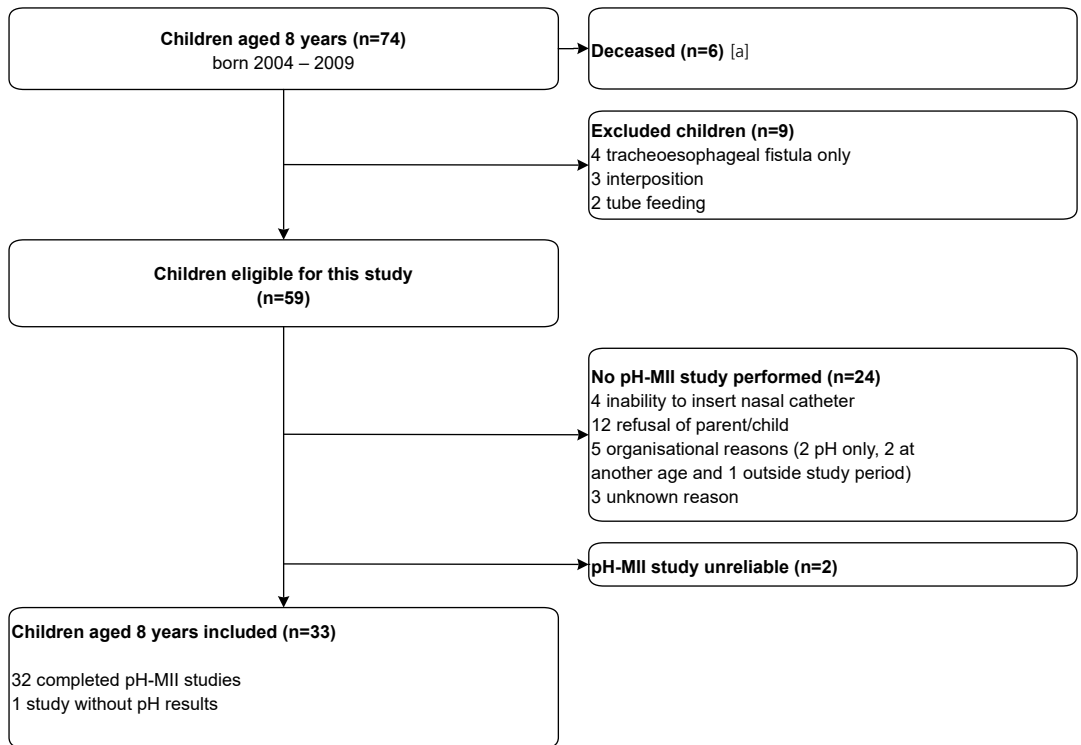 Children aged 8 years (n=74)
born 2004 – 2009
Deceased (n=6) [a]
Excluded children (n=9)
4 tracheoesophageal fistula only
3 interposition
2 tube feeding
Children eligible for this study
(n=59)
No pH-MII study performed (n=24)
4 inability to insert nasal catheter
12 refusal of parent/child
5 organisational reasons (2 pH only, 2 at
another age and 1 outside study period)
3 unknown reason
pH-MII study unreliable (n=2)
Children aged 8 years included (n=33)
32 completed pH-MII studies
1 study without pH results